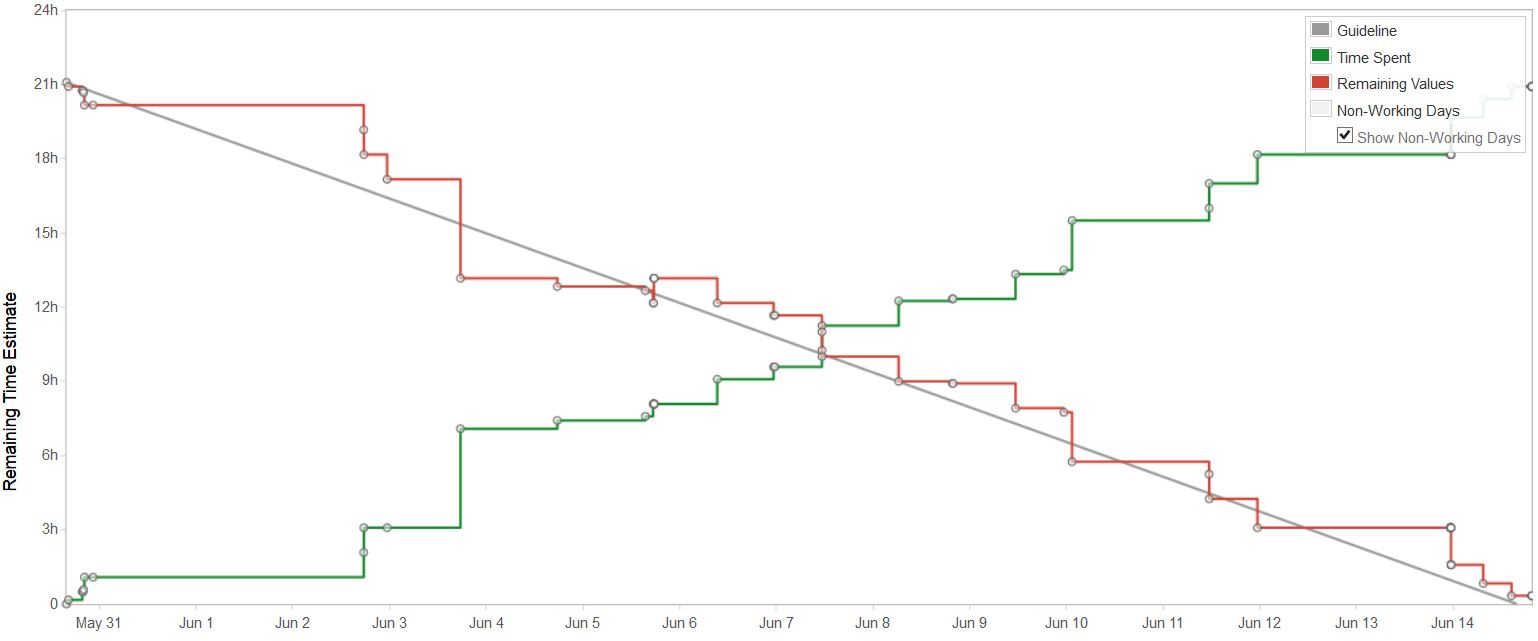 24h
21h
18h
15h
12h
9h
6h
3h
0
Remaining Time Estimate
Guideline
Time Spent
Remaining Values
Non-Working Days
Show Non-Working Days
May 31 Jun 1 Jun 2 Jun 3 Jun 4 Jun 5 Jun 6 Jun 7 Jun 8 Jun 9 Jun 10 Jun 11 Jun 12 Jun 13 Jun 14